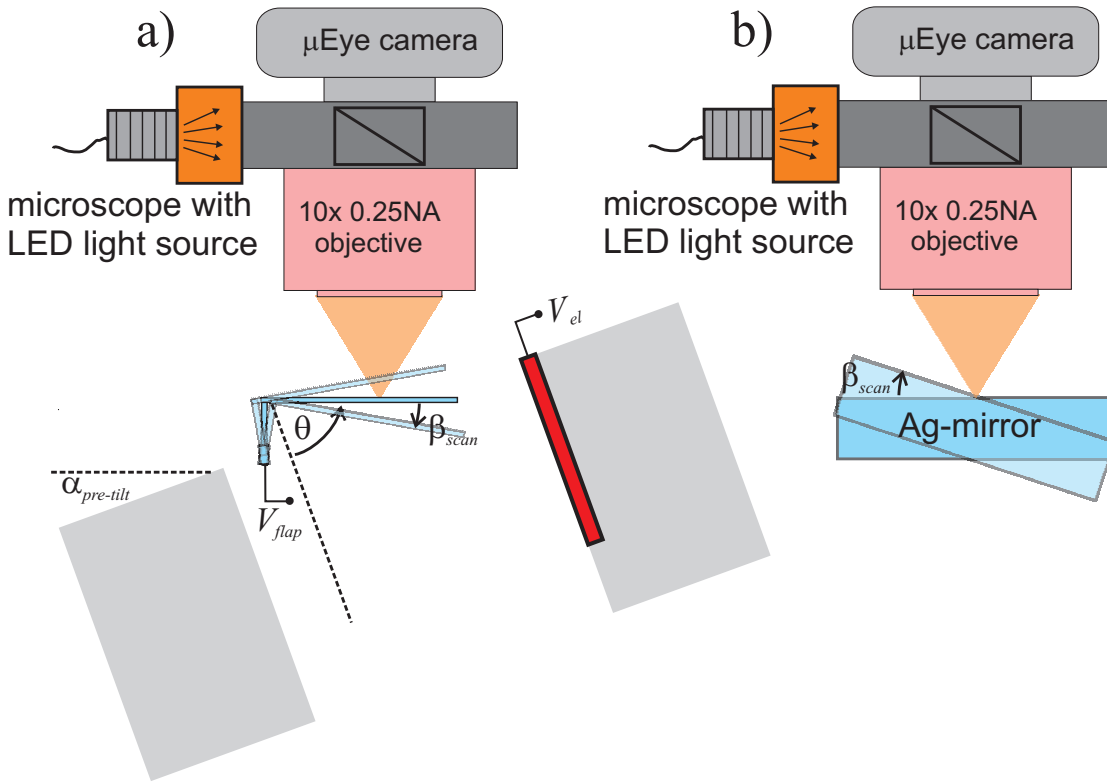 a)
μEye camera
microscope with
LED light source
10x 0.25NA
objective
V_el
θ
β_scan
α_pre-tilt
V_flap
b)
μEye camera
microscope with
LED light source
10x 0.25NA
objective
β_scan
Ag-mirror